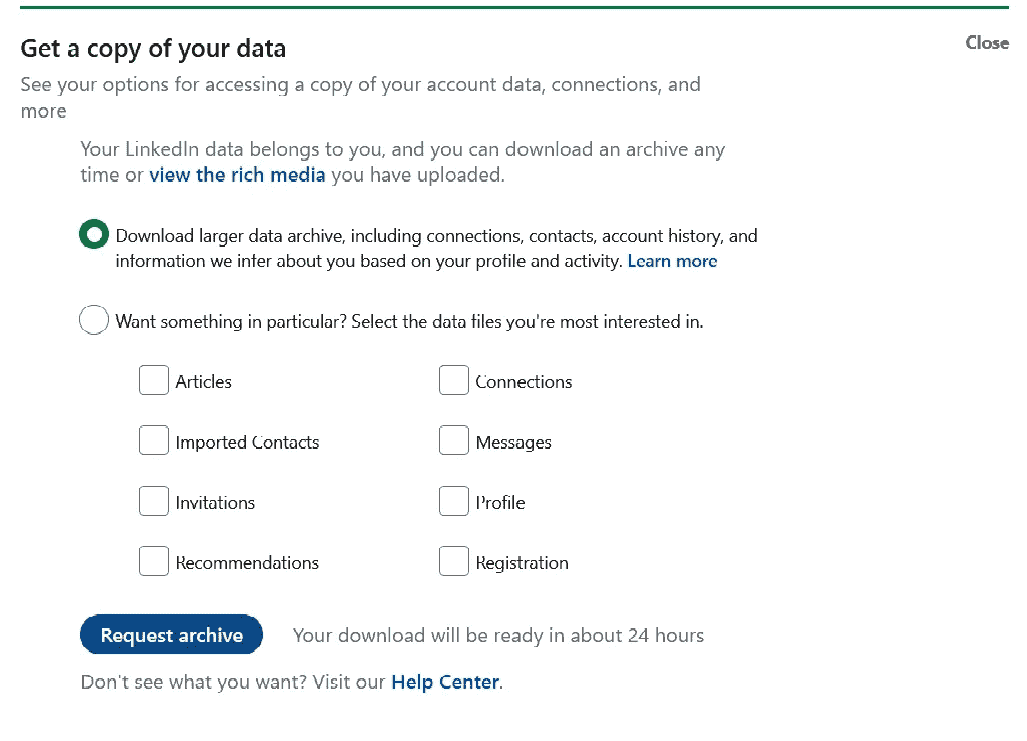 Get a copy of your data
Close
See your options for accessing a copy of your account data, connections, and
more
Your LinkedIn data belongs to you, and you can download an archive any
time or view the rich media you have uploaded.
Download larger data archive, including connections, contacts, account history, and
information we infer about you based on your profile and activity. Learn more
Want something in particular? Select the data files you're most interested in.
Articles
Connections
Imported Contacts
Messages
Invitations
Profile
Recommendations
Registration
Request archive
Your download will be ready in about 24 hours
Don't see what you want? Visit our Help Center.